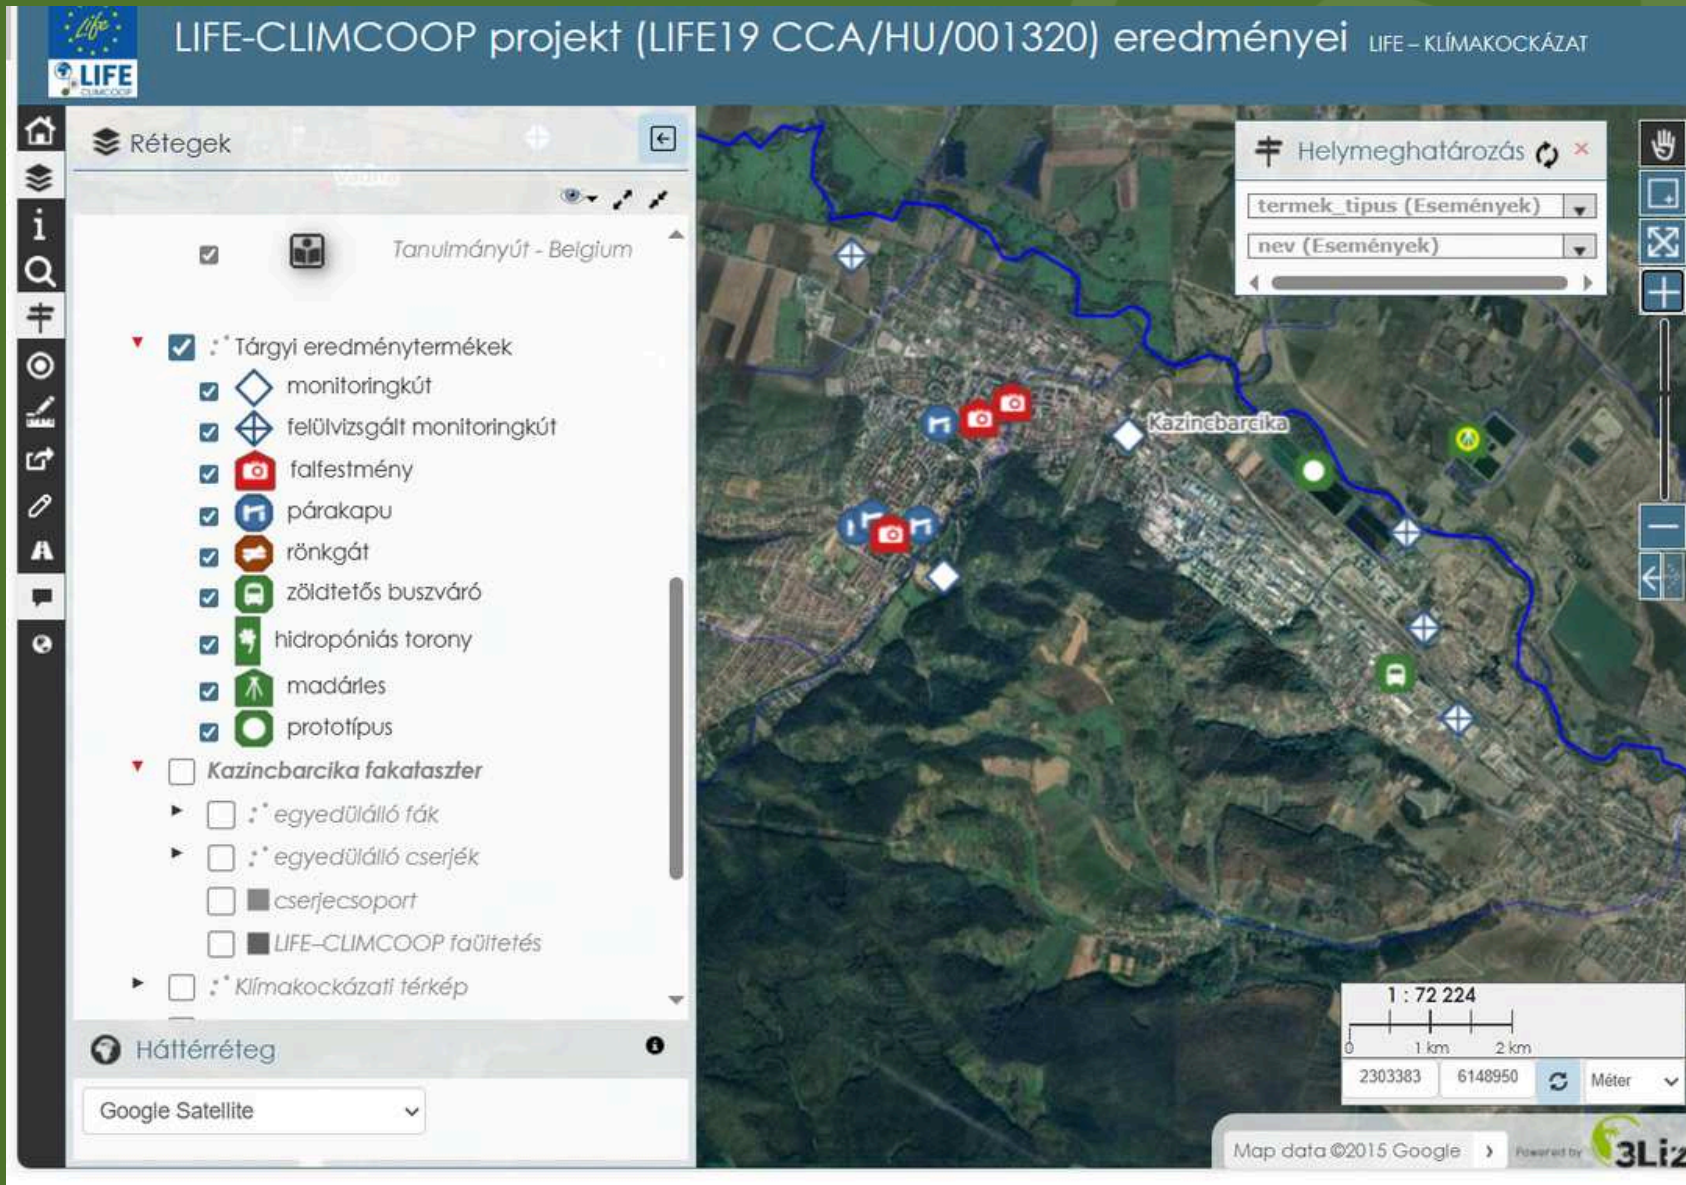 Life
LIFE
CLIMCOOP
LIFE-CLIMCOOP projekt (LIFE19 CCA/HU/001320) eredményei LIFE – KLÍMAKOCKÁZAT
Rétegek
Tanulmányút - Belgium
Tárgyi eredménytermékek
monitoringkút
felülvizsgált monitoringkút
falfestmény
párakapu
rönkgát
zöldtetős buszváró
hidropóniás torony
madárles
prototípus
Kazincbarcika fakataszter
egyedülálló fák
egyedülálló cserjék
cserjecsoport
LIFE–CLIMCOOP faültetés
Klímakockázati térkép
Háttérréteg
Google Satellite
Helymeghatározás
termek_tipus (Események)
nev (Események)
Kazincbarcika
1 : 72 224
0 1 km 2 km
2303383 6148950 Méter
Map data ©2015 Google
Powered by 3Liz